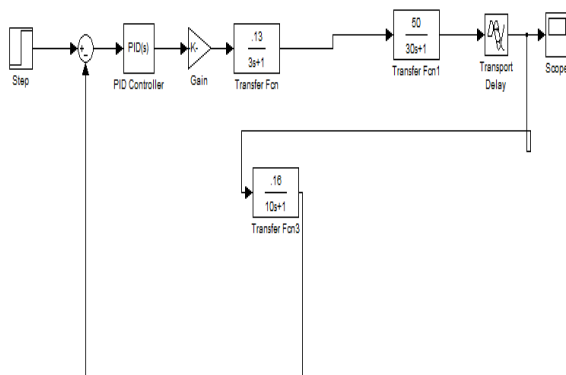 Step
+
-
PID(s)
PID Controller
K-
Gain
.13
3s+1
Transfer Fcn
50
30s+1
Transfer Fcn1
Transport
Delay
Scope
.16
10s+1
Transfer Fcn3